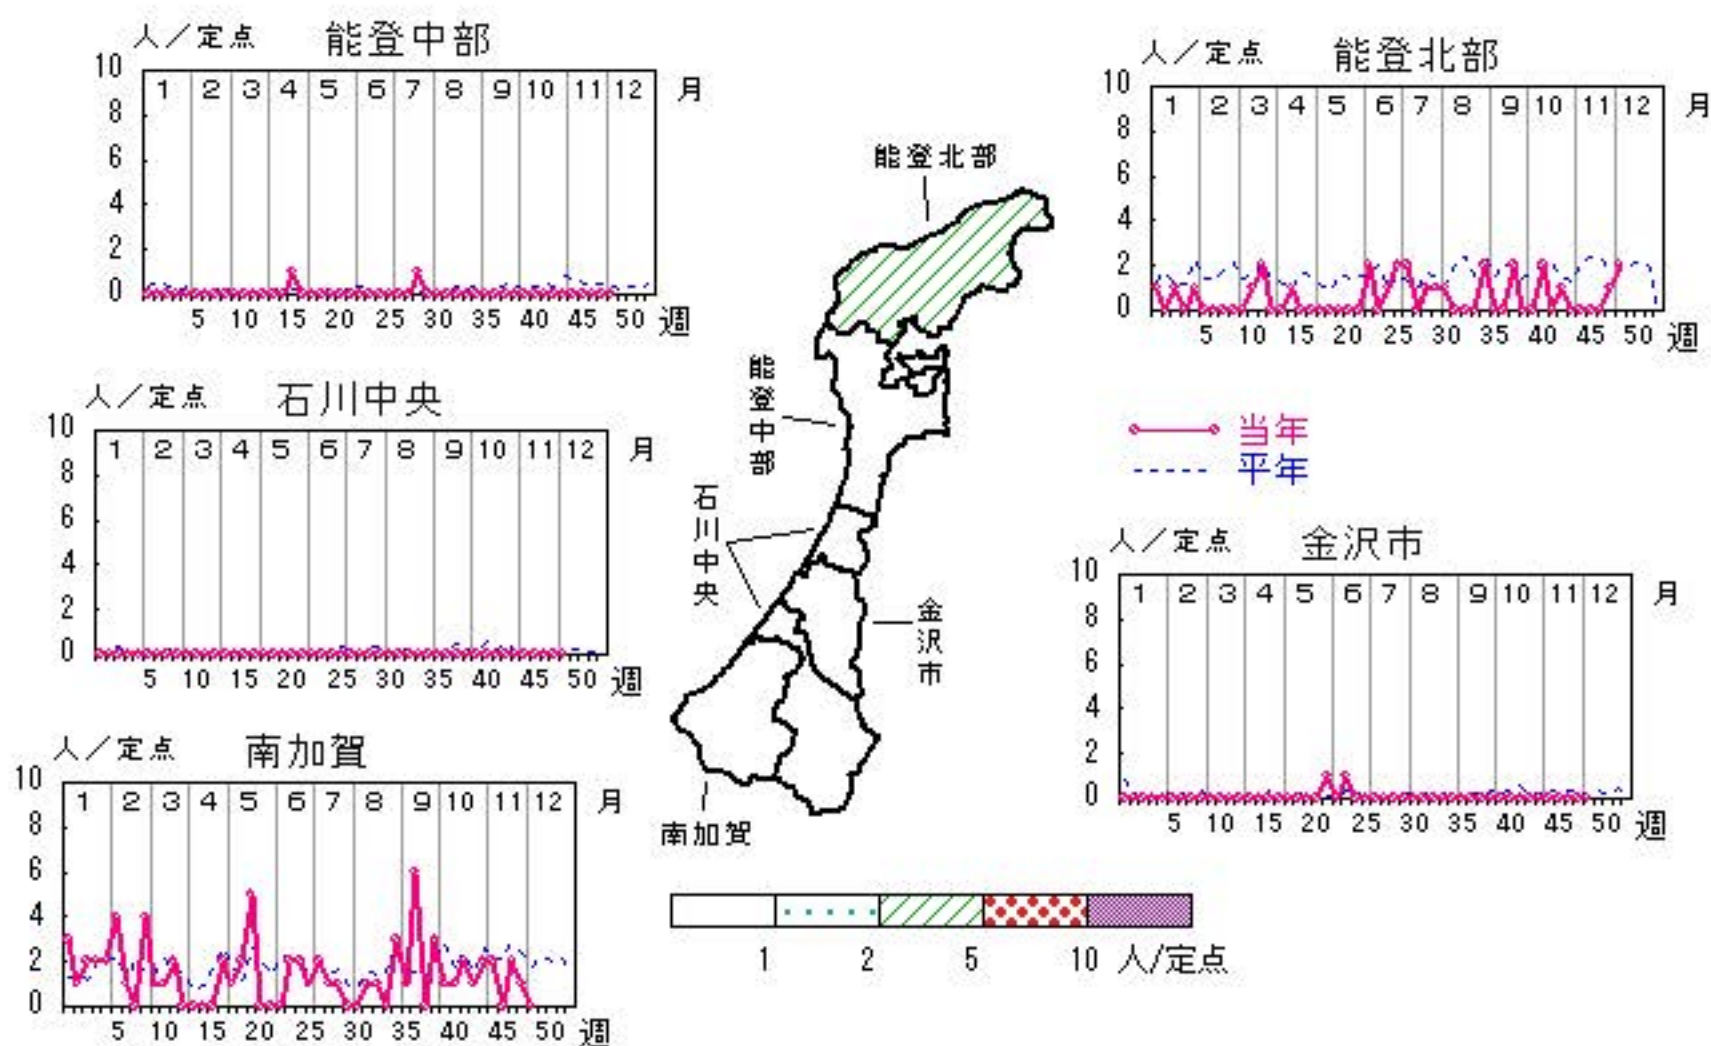 人／定点 能登中部
10 8 6 4 2 0
1 2 3 4 5 6 7 8 9 10 11 12 月
5 10 15 20 25 30 35 40 45 50 週
人／定点 能登北部
10 8 6 4 2 0
1 2 3 4 5 6 7 8 9 10 11 12 月
5 10 15 20 25 30 35 40 45 50 週
人／定点 石川中央
10 8 6 4 2 0
1 2 3 4 5 6 7 8 9 10 11 12 月
5 10 15 20 25 30 35 40 45 50 週
能登北部
能登中部
石川中央
金沢市
南加賀
当年
平年
人／定点 金沢市
10 8 6 4 2 0
1 2 3 4 5 6 7 8 9 10 11 12 月
5 10 15 20 25 30 35 40 45 50 週
人／定点 南加賀
10 8 6 4 2 0
1 2 3 4 5 6 7 8 9 10 11 12 月
5 10 15 20 25 30 35 40 45 50 週
1 2 5 10 人/定点